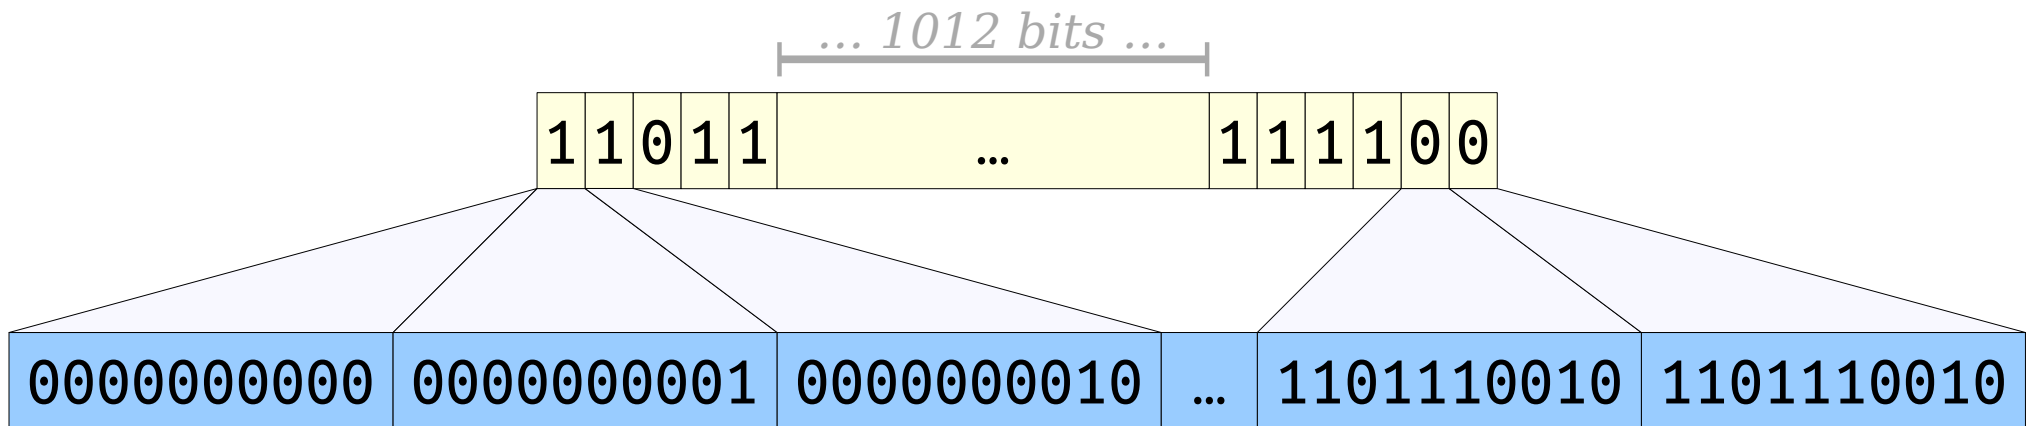 … 1012 bits …
1 1 0 1 1 … 1 1 1 1 0 0
0000000000 0000000001 0000000010 … 1101110010 1101110010